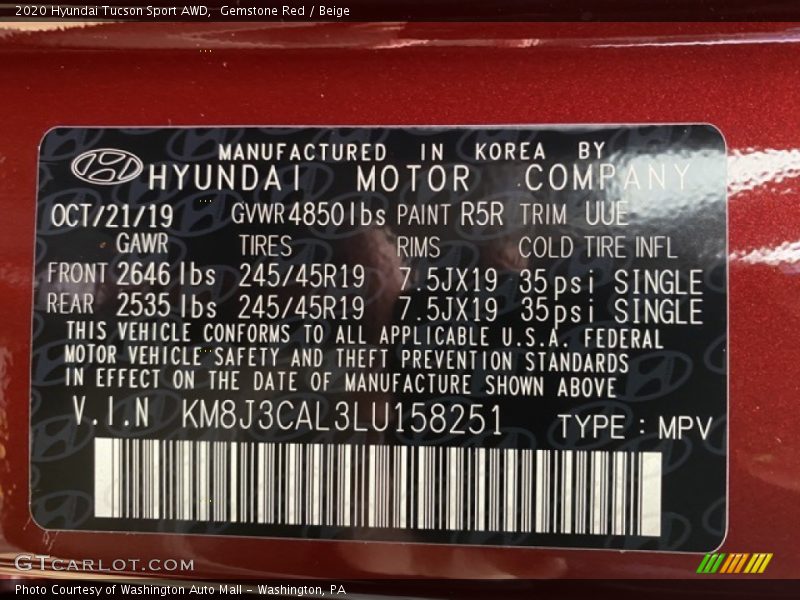 2020 Hyundai Tucson Sport AWD,  Gemstone Red / Beige
MANUFACTURED IN KOREA BY
HYUNDAI MOTOR COMPANY
OCT/21/19 GVWR 4850lbs PAINT R5R TRIM UUE
GAWR TIRES RIMS COLD TIRE INFL
FRONT 2646 lbs 245/45R19 7.5JX19 35psi SINGLE
REAR 2535 lbs 245/45R19 7.5JX19 35psi SINGLE
THIS VEHICLE CONFORMS TO ALL APPLICABLE U.S.A. FEDERAL
MOTOR VEHICLE SAFETY AND THEFT PREVENTION STANDARDS
IN EFFECT ON THE DATE OF MANUFACTURE SHOWN ABOVE
V.I.N KM8J3CAL3LU158251 TYPE : MPV
GTCARLOT.COM
Photo Courtesy of Washington Auto Mall - Washington, PA